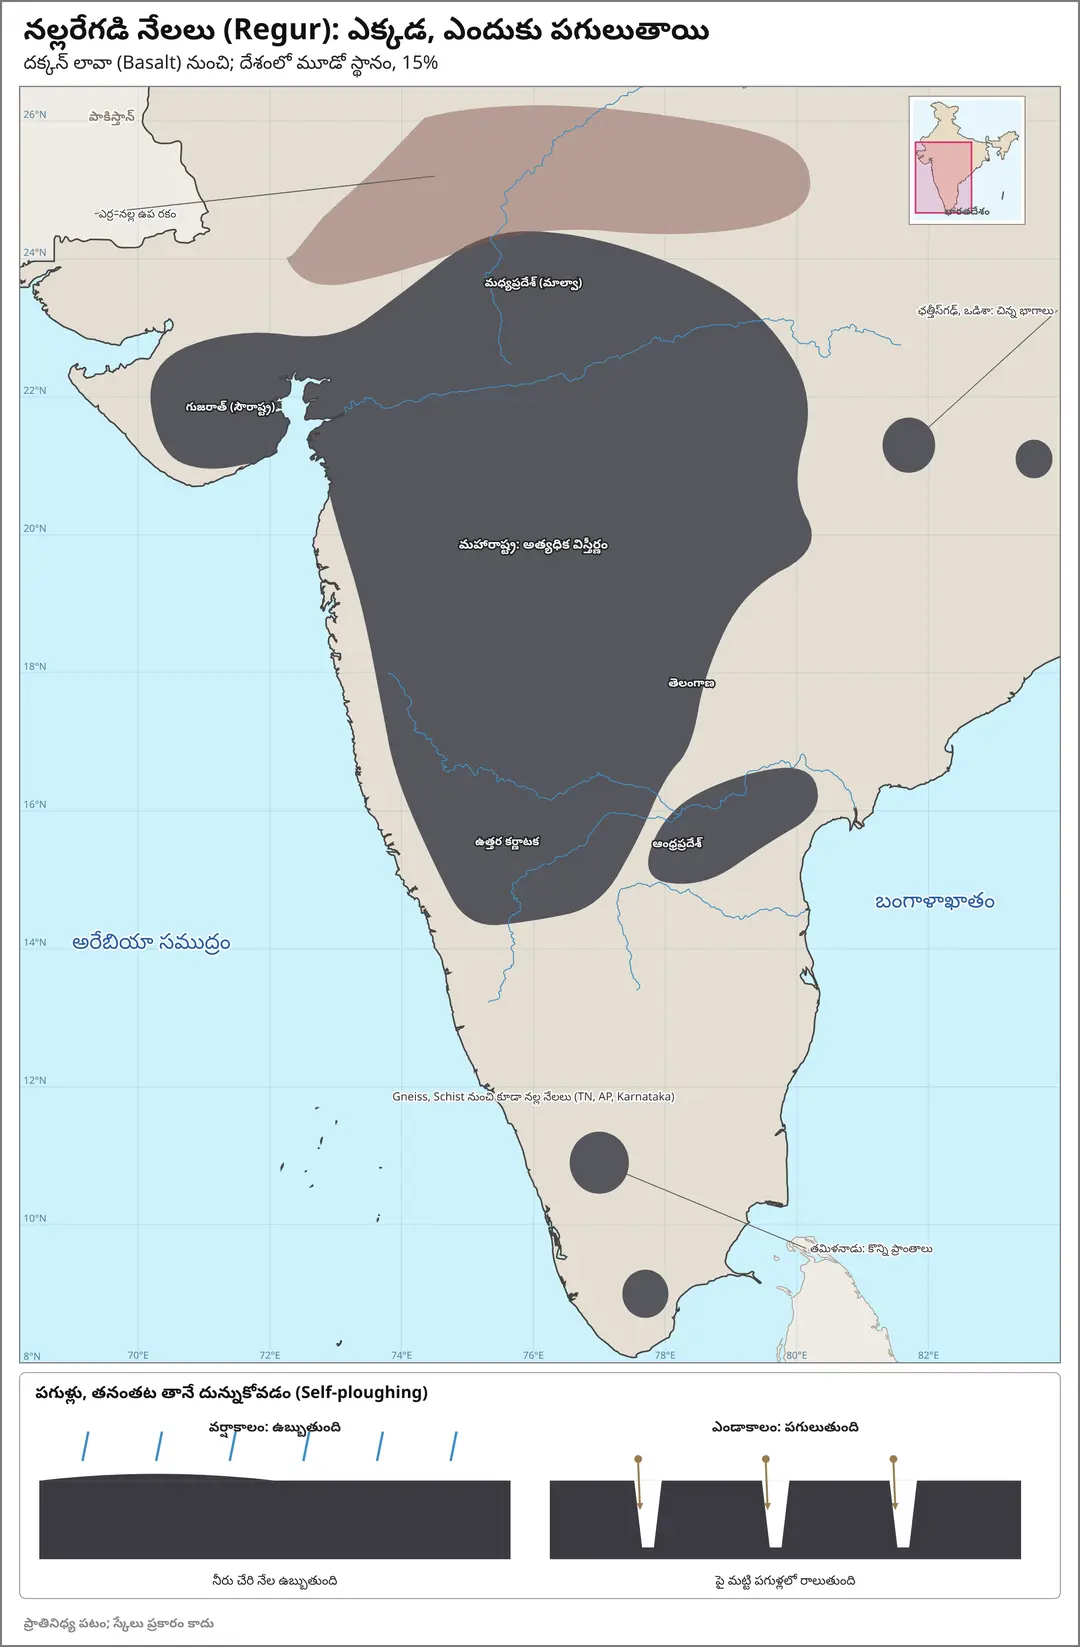 నల్లరేగడి నేలలు (Regur): ఎక్కడ, ఎందుకు పగులుతాయి
దక్కన్ లావా (Basalt) నుంచి; దేశంలో మూడో స్థానం, 15%
26°N
పాకిస్తాన్
భారతదేశం
ఎర్ర-నల్ల ఉప రకం
24°N
మధ్యప్రదేశ్ (మాల్వా)
ఛత్తీస్‌గఢ్, ఒడిశా: చిన్న భాగాలు
22°N
గుజరాత్ (సౌరాష్ట్ర)
20°N
మహారాష్ట్ర: అత్యధిక విస్తీర్ణం
18°N
తెలంగాణ
16°N
ఉత్తర కర్ణాటక
ఆంధ్రప్రదేశ్
బంగాళాఖాతం
అరేబియా సముద్రం
14°N
12°N
Gneiss, Schist నుంచి కూడా నల్ల నేలలు (TN, AP, Karnataka)
10°N
తమిళనాడు: కొన్ని ప్రాంతాలు
8°N
70°E
72°E
74°E
76°E
78°E
80°E
82°E
పగుళ్లు, తనంతట తానే దున్నుకోవడం (Self-ploughing)
వర్షాకాలం: ఉబ్బుతుంది
ఎండాకాలం: పగులుతుంది
నీరు చేరి నేల ఉబ్బుతుంది
పై మట్టి పగుళ్లలో రాలుతుంది
ప్రాతినిధ్య పటం; స్కేలు ప్రకారం కాదు